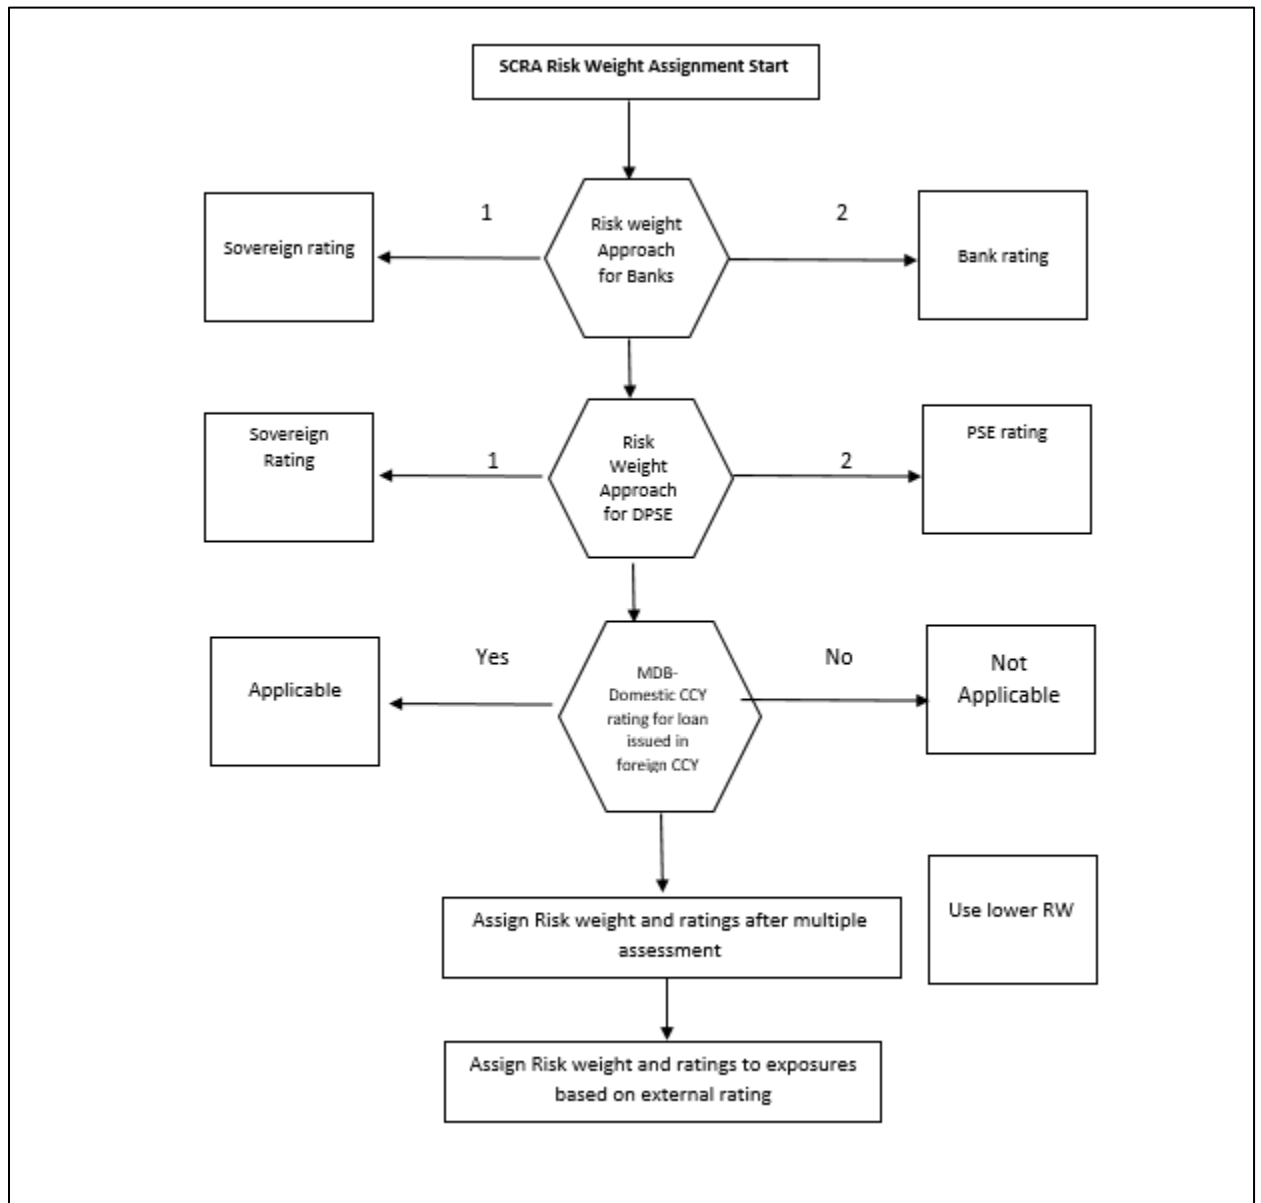 SCRA Risk Weight Assignment Start
1
2
Sovereign rating
Risk weight
Approach
for Banks
Bank rating
Sovereign
Rating
1
Risk
Weight
Approach
for DPSE
2
PSE rating
Yes
No
Applicable
MDB-
Domestic CCY
rating for loan
issued in
foreign CCY
Not
Applicable
Assign Risk weight and ratings after multiple
assessment
Use lower RW
Assign Risk weight and ratings to exposures
based on external rating